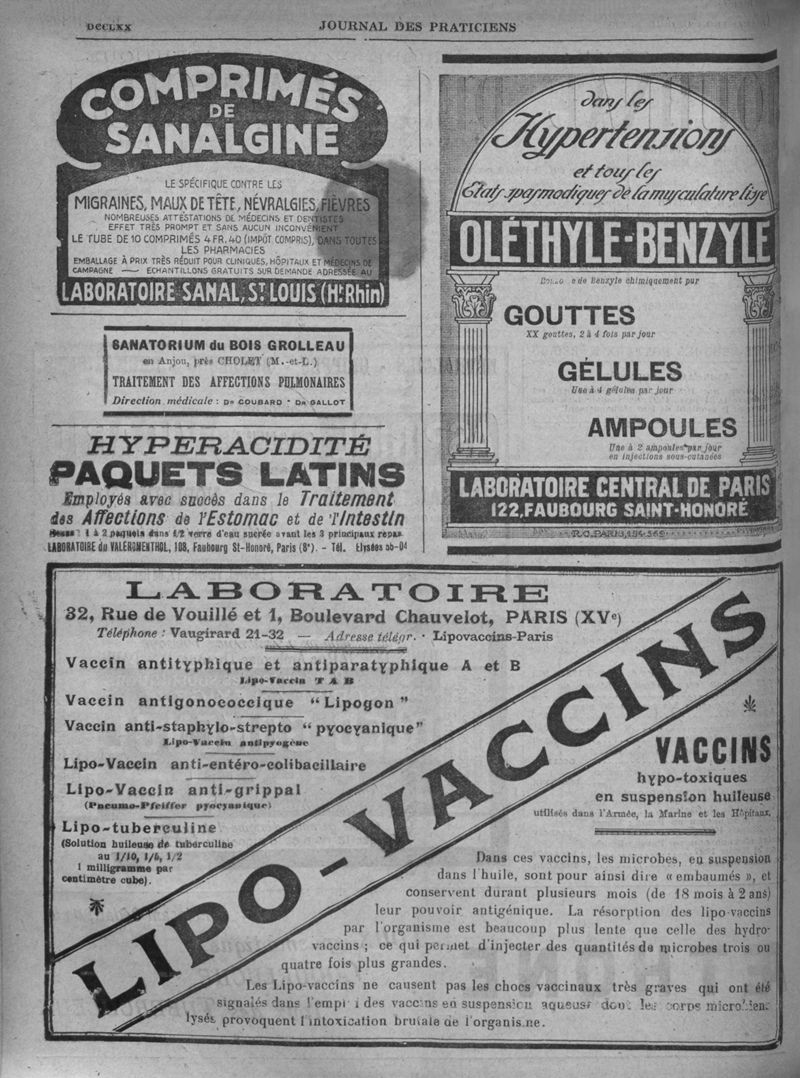 DCCLXX
JOURNAL DES PRATICIENS
COMPRIMÉS
DE
SANALGINE
LE SPÉCIFIQUE CONTRE LES
MIGRAINES, MAUX DE TÊTE, NÉVRALGIES, FIÈVRES
NOMBREUSES ATTESTATIONS DE MÉDECINS ET DENTISTES
EFFET TRÈS PROMPT ET SANS AUCUN INCONVÉNIENT
LE TUBE DE 10 COMPRIMÉS 4 FR. 40 (IMPÔT COMPRIS), DANS TOUTES
LES PHARMACIES
EMBALLAGE À PRIX TRÈS RÉDUIT POUR CLINIQUES, HÔPITAUX ET MÉDECINS DE
CAMPAGNE — ECHANTILLONS GRATUITS SUR DEMANDE ADRESSÉE AU
LABORATOIRE SANAL, St LOUIS (Ht Rhin)
SANATORIUM du BOIS GROLLEAU
en Anjou, près CHOLET (M.-et-L.)
TRAITEMENT DES AFFECTIONS PULMONAIRES
Direction médicale : Dr COUBARD - Dr GALLOT
HYPERACIDITÉ
PAQUETS LATINS
Employés avec succès dans le Traitement
des Affections de l'Estomac et de l'Intestin
1 à 2 paquets dans 1/2 verre d'eau sucrée avant les 3 principaux repas
LABORATOIRE du VALÉROMENTHOL, 108, Faubourg St-Honoré, Paris (8e). - Tél. Elysées
dans les
Hypertensions
et tous les
États spasmodiques de la musculature lisse
OLÉTHYLE-BENZYLE
e de Benzyle chimiquement pur
GOUTTES
XX gouttes, 2 à 4 fois par jour
GÉLULES
Une à 4 gélules par jour
AMPOULES
Une à 2 ampoules par jour
en injections sous-cutanées
LABORATOIRE CENTRAL DE PARIS
122, FAUBOURG SAINT-HONORÉ
R.C. PARIS,
LABORATOIRE
32, Rue de Vouillé et 1, Boulevard Chauvelot, PARIS (XVe)
Téléphone : Vaugirard 21-32 — Adresse télégr. : Lipovaccins-Paris
Vaccin antityphique et antiparatyphique A et B
Lipo-Vaccin T A B
Vaccin antigonococcique "Lipogon"
Vaccin anti-staphylo-strepto "pyocyanique"
Lipo-Vaccin antipyogène
Lipo-Vaccin anti-entéro-colibacillaire
Lipo-Vaccin anti-grippal
(Pneumo-Pfeiffer pyocyanique)
Lipo-tuberculine
(Solution huileuse de tuberculine
au 1/10, 1/5, 1/2
1 milligramme par
centimètre cube).
LIPO-VACCINS
VACCINS
hypo-toxiques
en suspension huileuse
utilisés dans l'Armée, la Marine et les Hôpitaux.
Dans ces vaccins, les microbes, en suspension
dans l'huile, sont pour ainsi dire « embaumés », et
conservent durant plusieurs mois (de 18 mois à 2 ans)
leur pouvoir antigénique. La résorption des lipo-vaccins
par l'organisme est beaucoup plus lente que celle des hydro-
vaccins ; ce qui permet d'injecter des quantités de microbes trois ou
quatre fois plus grandes.
Les Lipo-vaccins ne causent pas les chocs vaccinaux très graves qui ont été
signalés dans l'emploi des vaccins en suspension aqueuse dont les corps microbiens
lysés provoquent l'intoxication brutale de l'organisme.